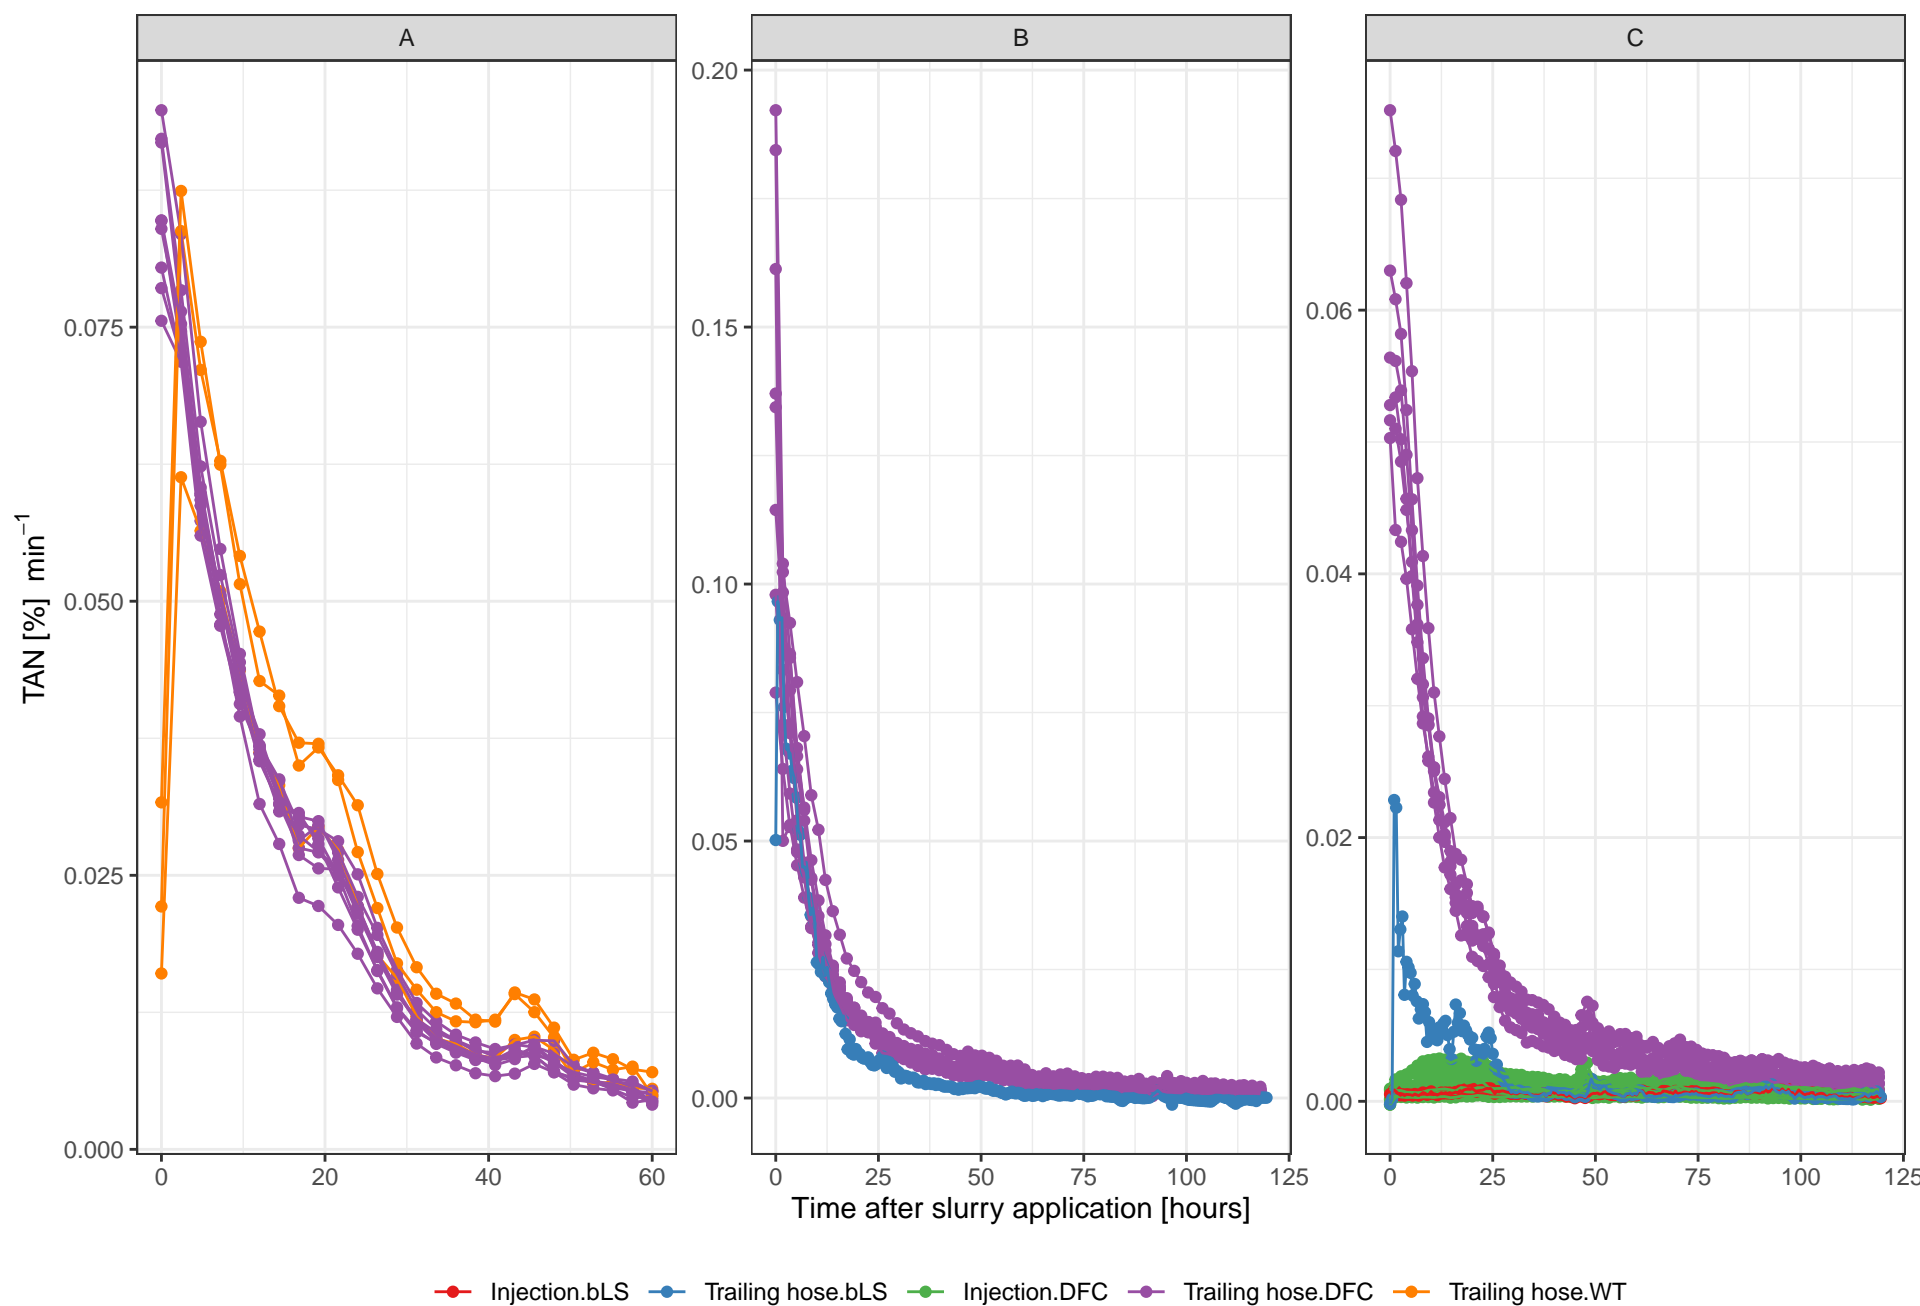 A
B
C
TAN [%] min−1
0.075
0.050
0.025
0.000
0.20
0.15
0.10
0.05
0.00
0.06
0.04
0.02
0.00
0 20 40 60
0 25 50 75 100 125
0 25 50 75 100 125
Time after slurry application [hours]
Injection.bLS Trailing hose.bLS Injection.DFC Trailing hose.DFC Trailing hose.WT